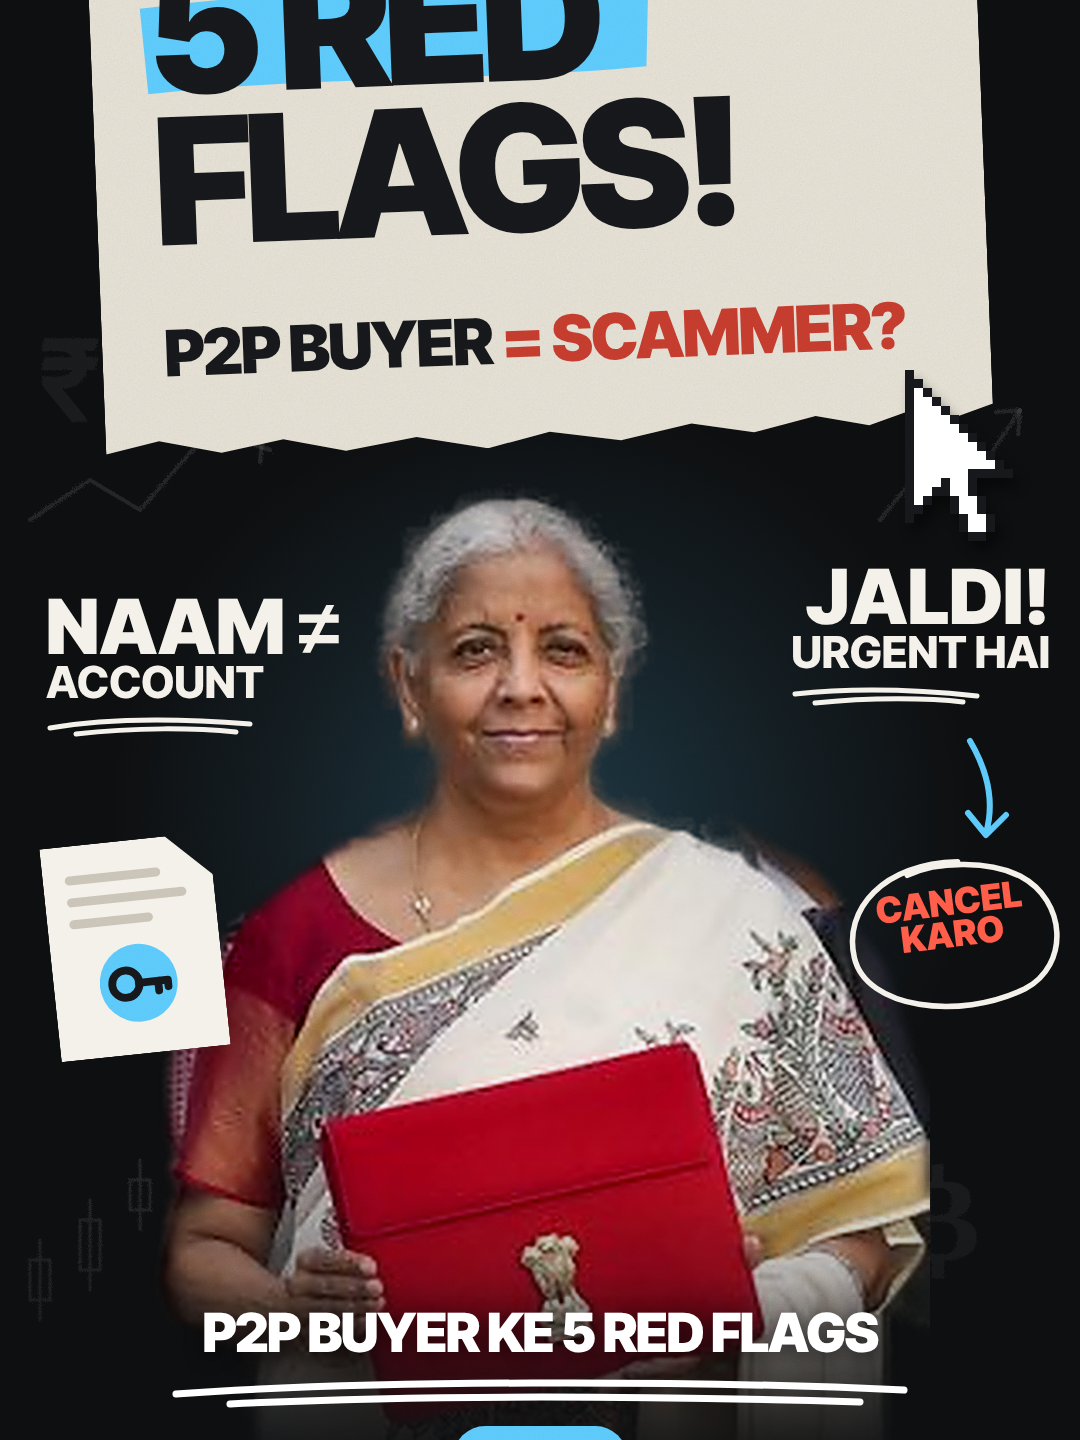 5 RED
FLAGS!
P2P BUYER = SCAMMER?
₹
NAAM ≠
ACCOUNT
JALDI!
URGENT HAI
CANCEL
KARO
P2P BUYER KE 5 RED FLAGS